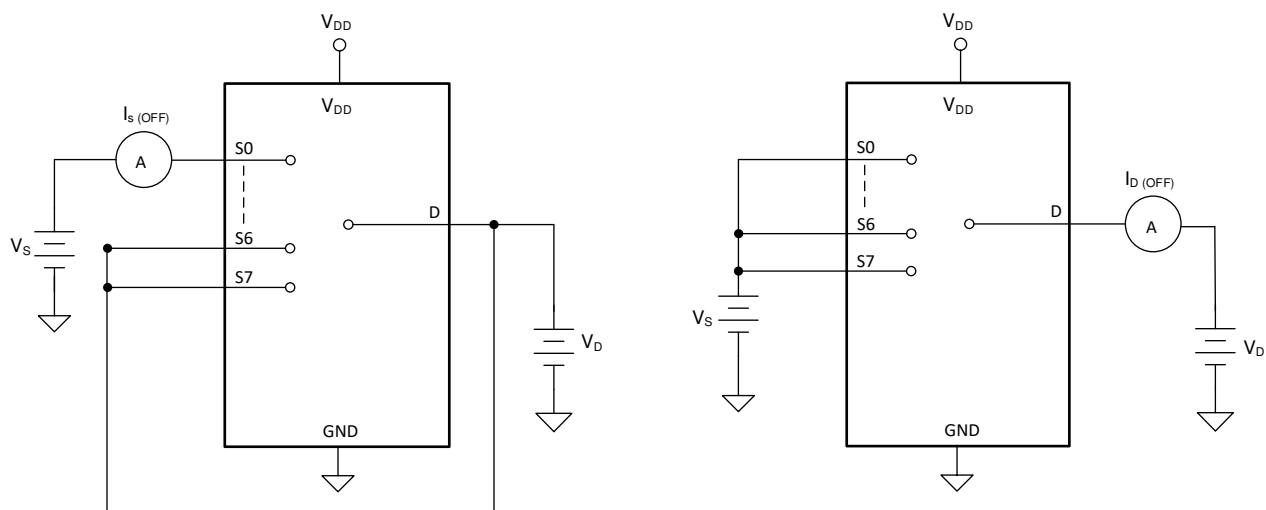 VDD
VDD
Is (OFF)
A
S0
S6
S7
D
VS
VD
GND
VDD
VDD
S0
S6
S7
D
ID (OFF)
A
VS
VD
GND